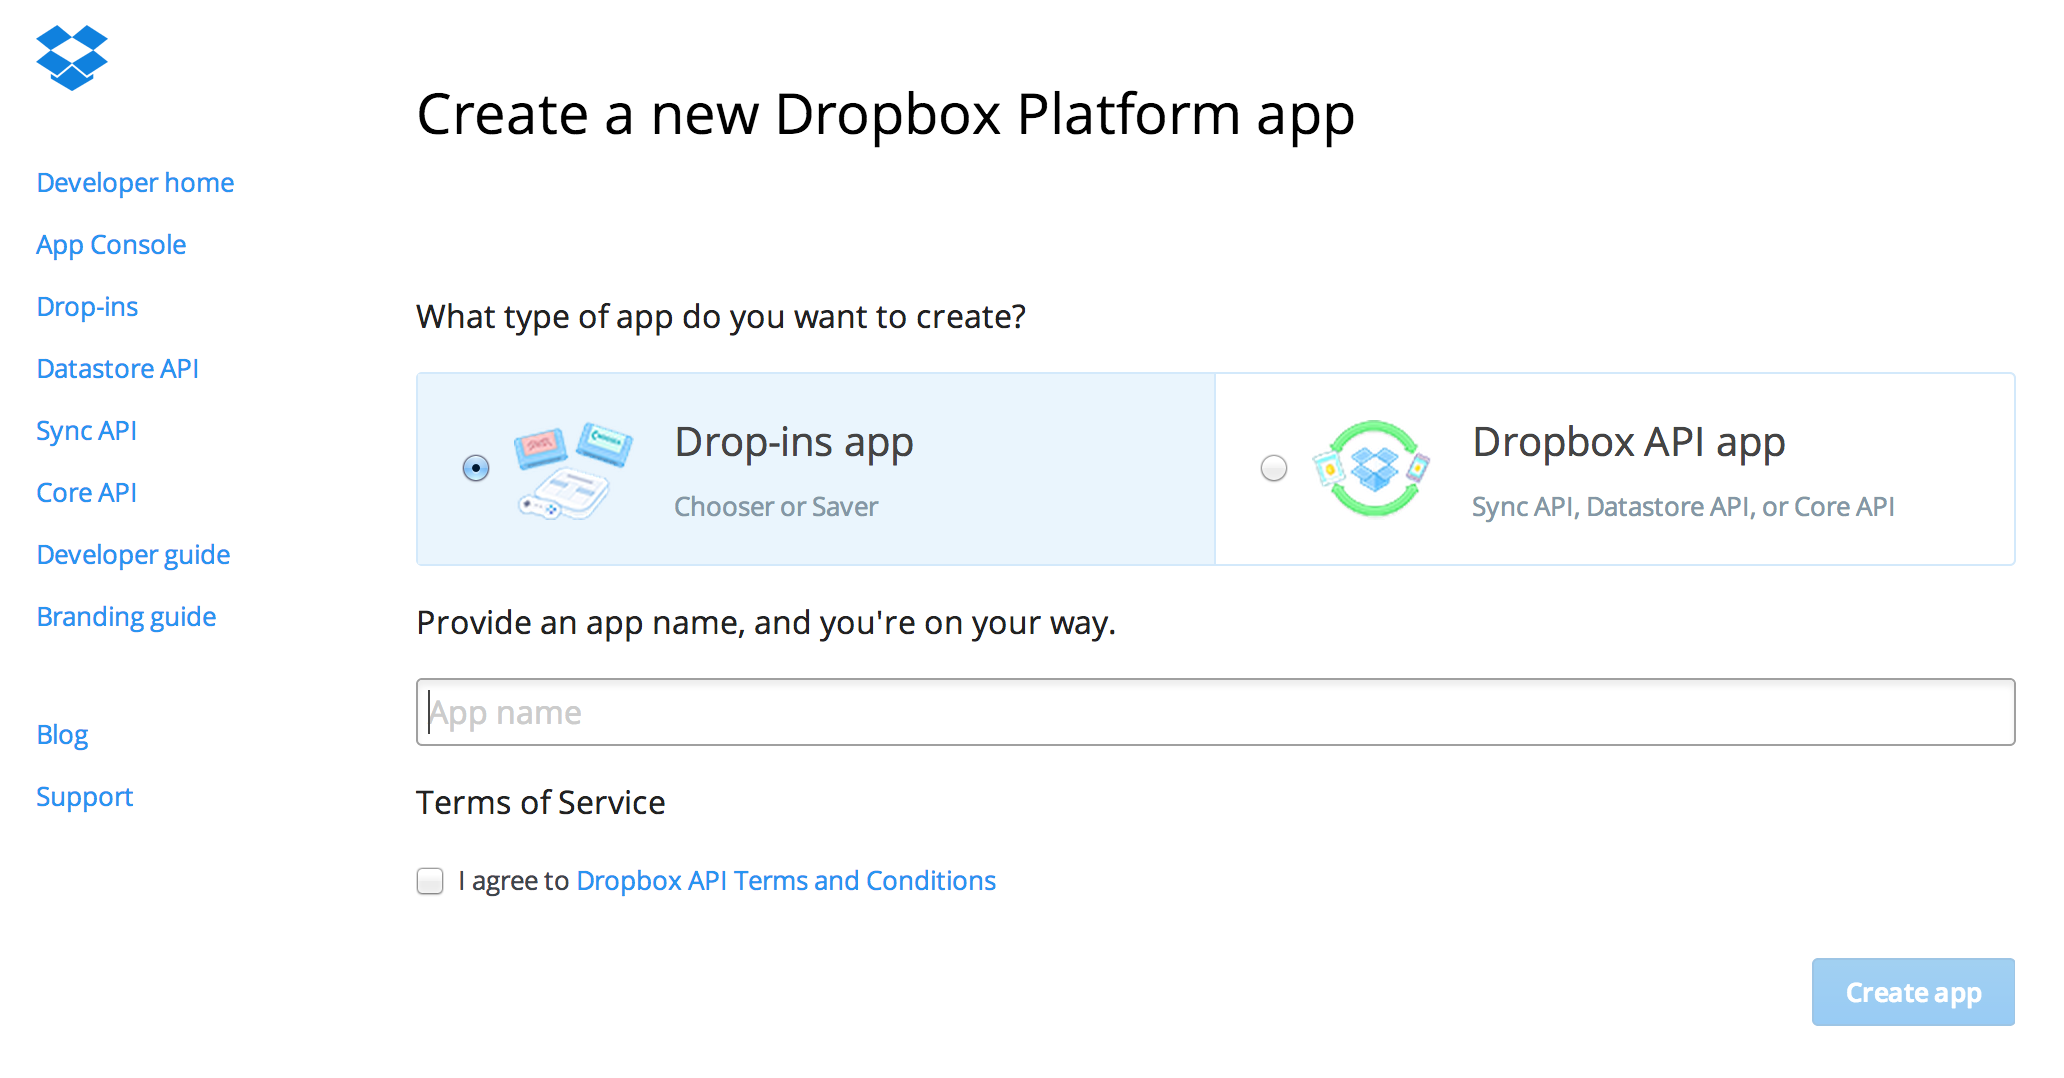 Create a new Dropbox Platform app
Developer home
App Console
Drop-ins
Datastore API
Sync API
Core API
Developer guide
Branding guide
Blog
Support
What type of app do you want to create?
Drop-ins app
Chooser or Saver
Dropbox API app
Sync API, Datastore API, or Core API
Provide an app name, and you're on your way.
App name
Terms of Service
I agree to Dropbox API Terms and Conditions
Create app